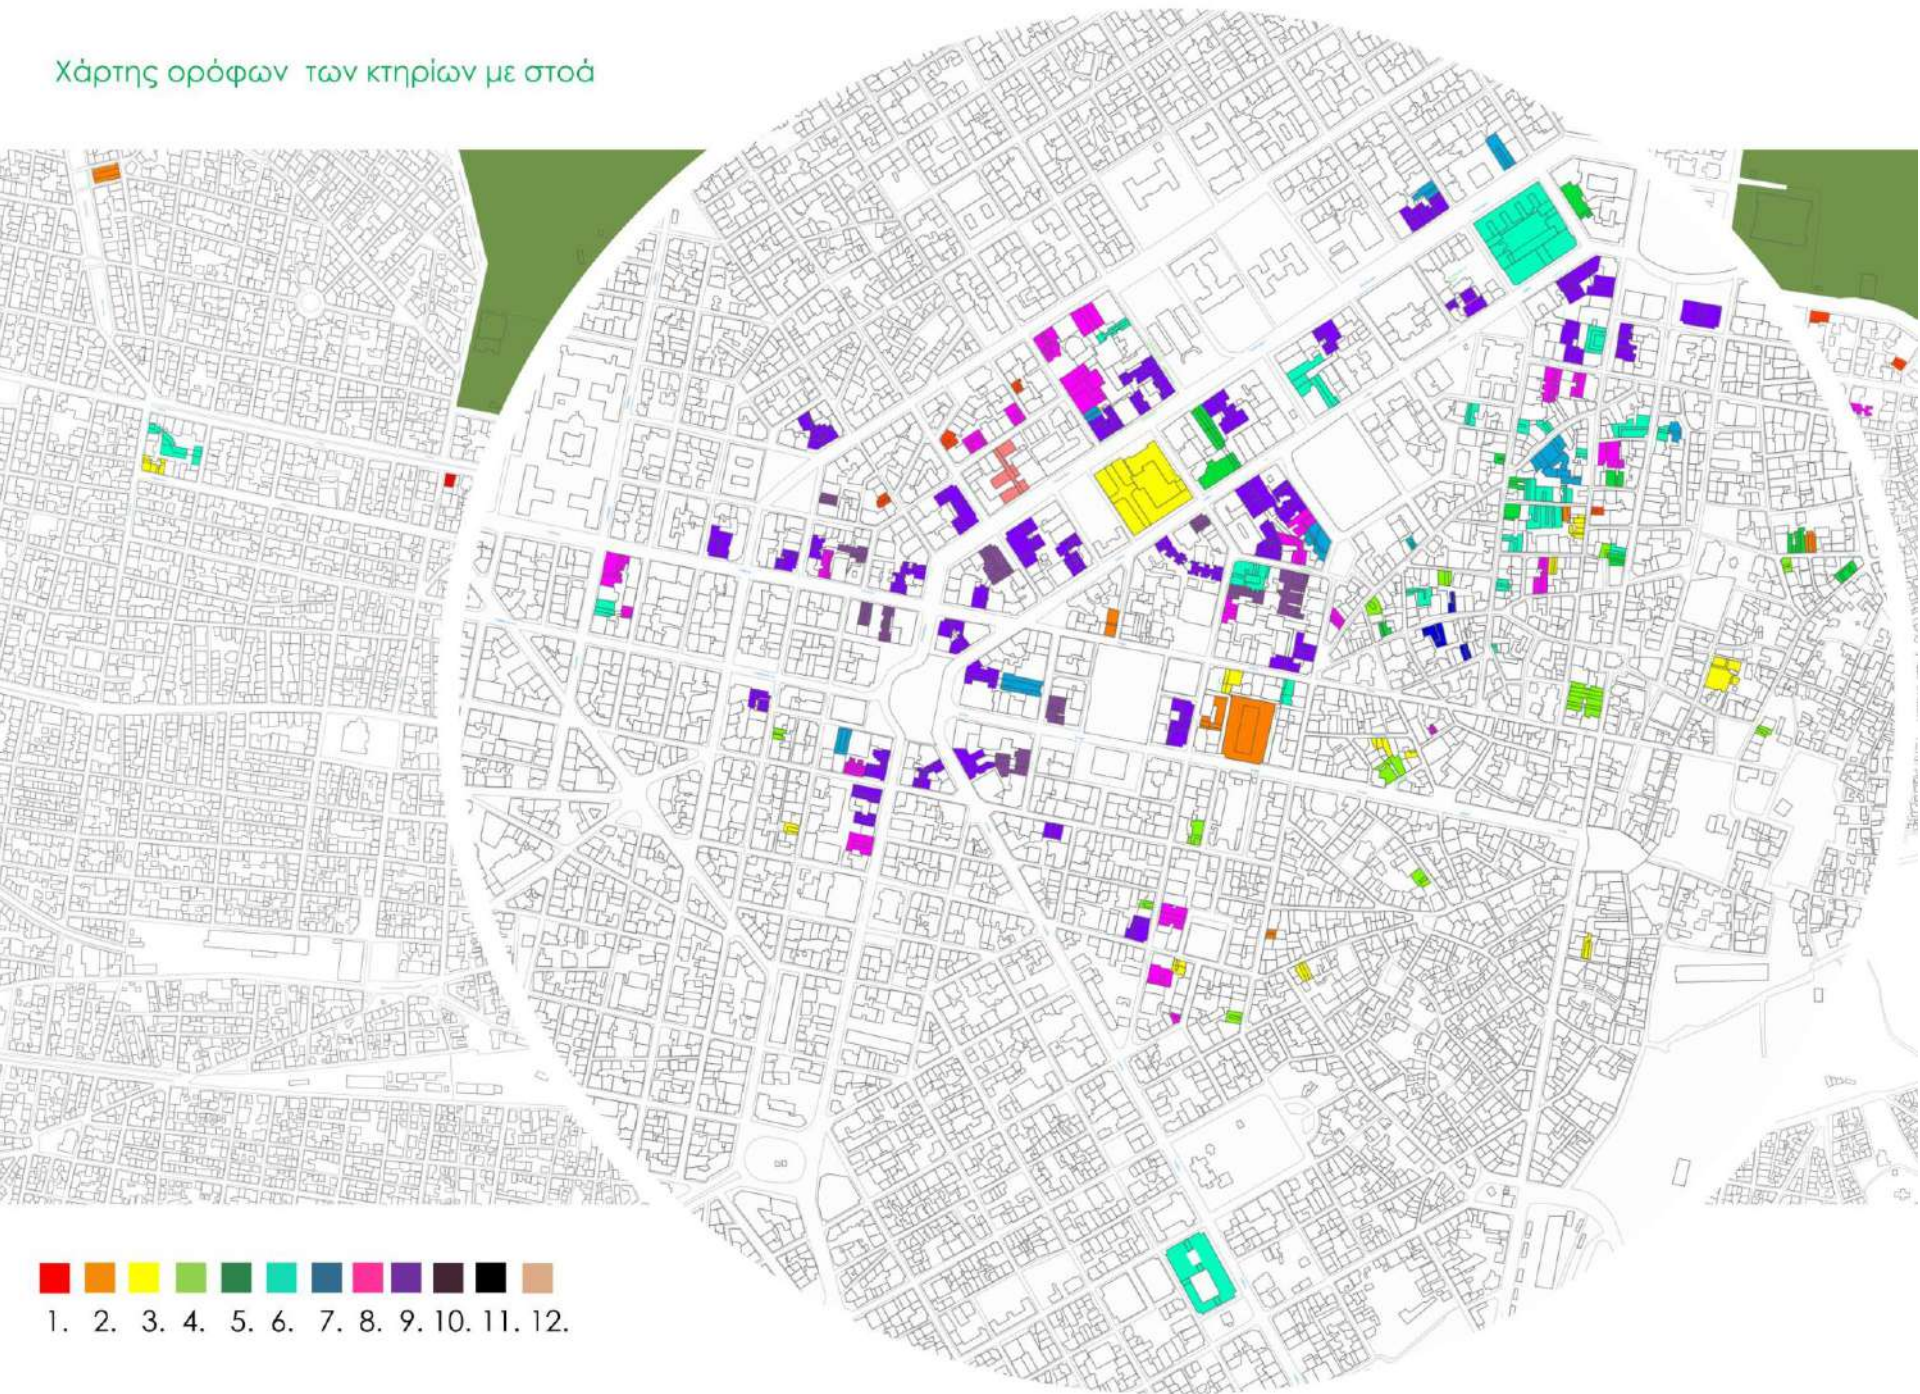 Χάρτης ορόφων των κτηρίων με στοά
1. 2. 3. 4. 5. 6. 7. 8. 9. 10. 11. 12.